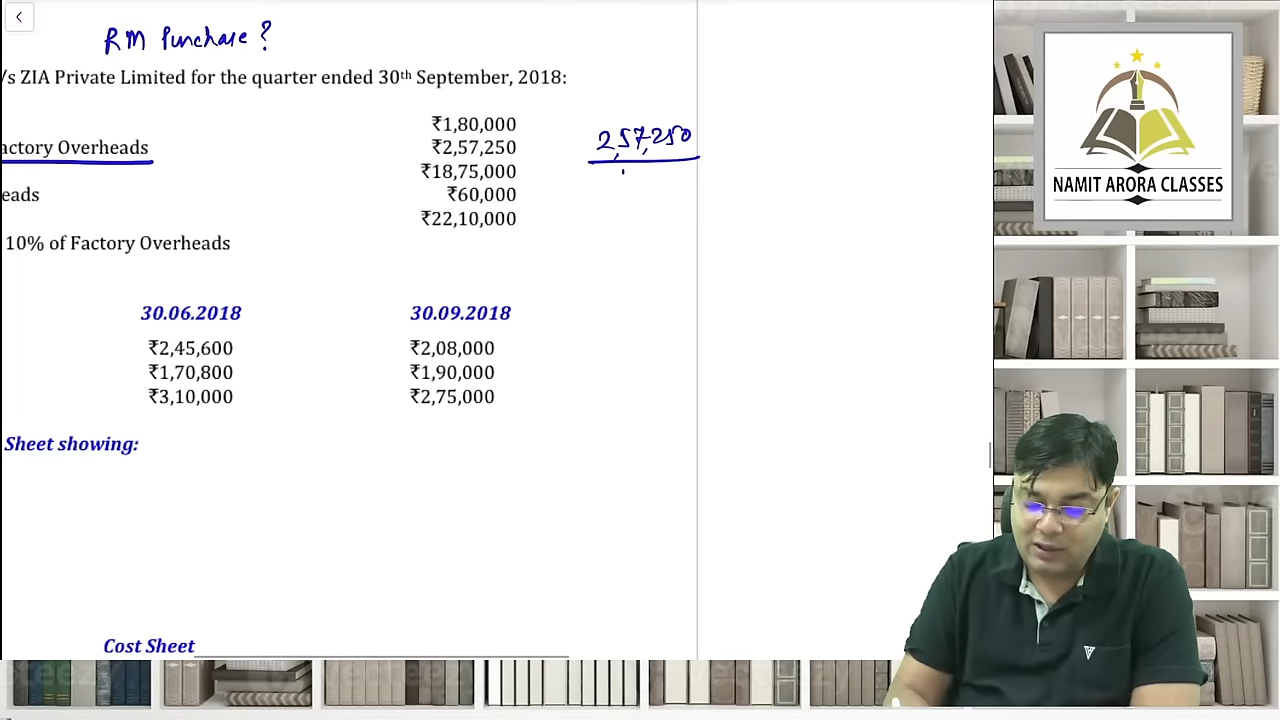 RM Purchase?
/s ZIA Private Limited for the quarter ended 30th September, 2018:
₹1,80,000
actory Overheads ₹2,57,250 2,57,250
₹18,75,000
eads ₹60,000
₹22,10,000
10% of Factory Overheads
30.06.2018 30.09.2018
₹2,45,600 ₹2,08,000
₹1,70,800 ₹1,90,000
₹3,10,000 ₹2,75,000
Sheet showing:
Cost Sheet
NAMIT ARORA CLASSES